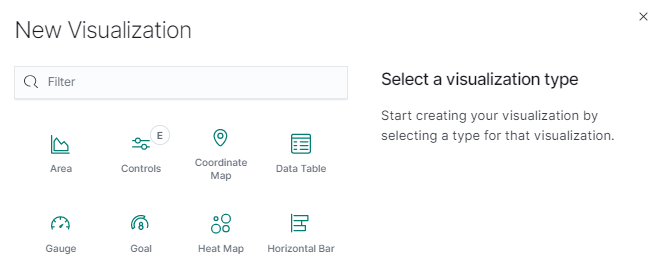 New Visualization
Filter
Select a visualization type
Start creating your visualization by
selecting a type for that visualization.
E
Area
Controls
Coordinate
Map
Data Table
8
Gauge
Goal
Heat Map
Horizontal Bar